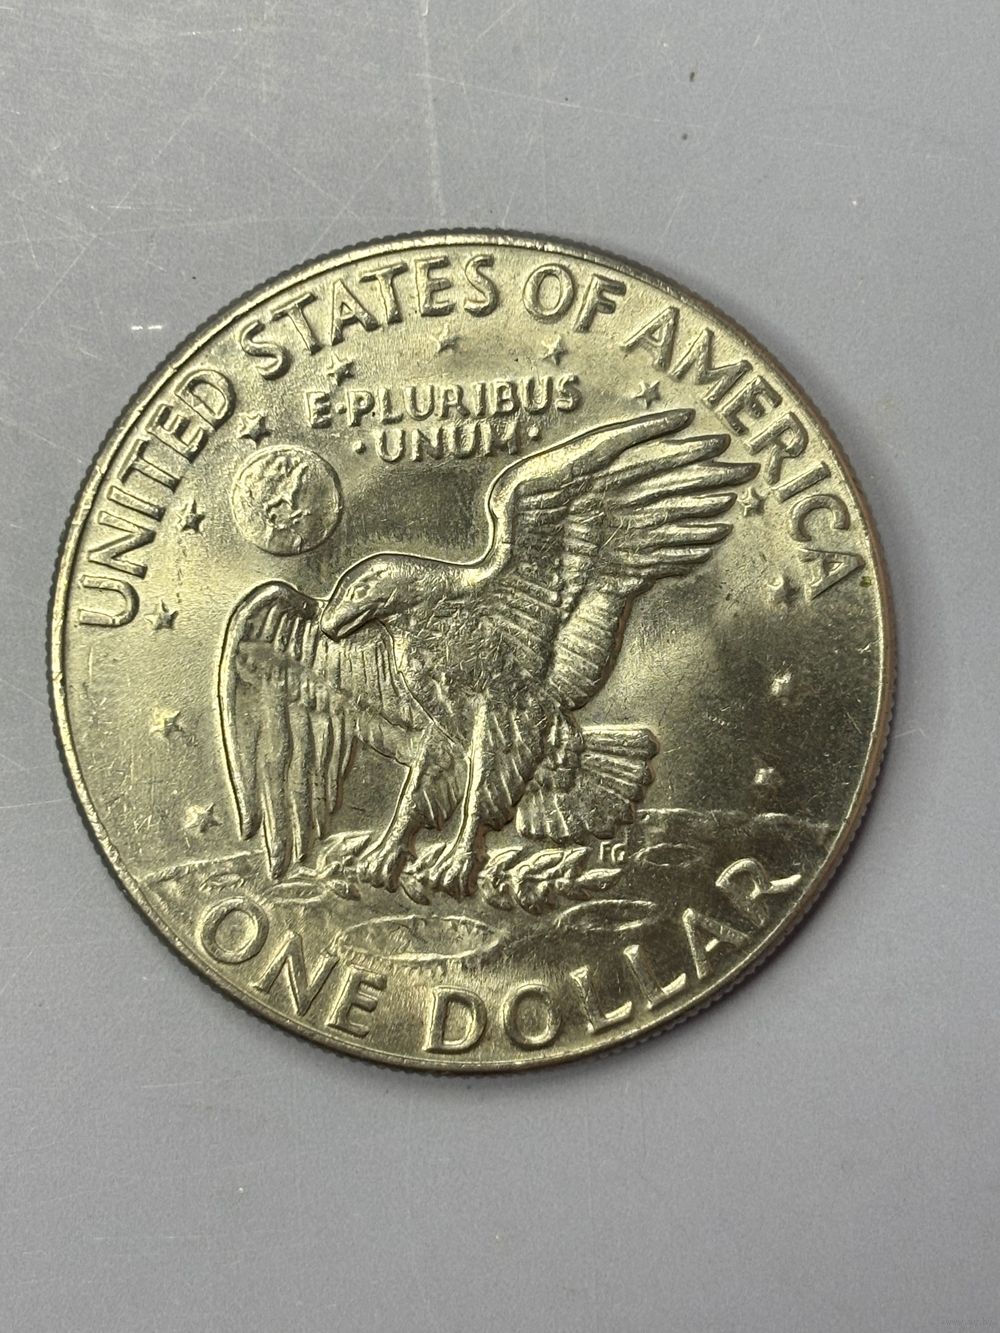 UNITED STATES OF AMERICA
E·PLURIBUS
·UNUM·
FG
ONE DOLLAR